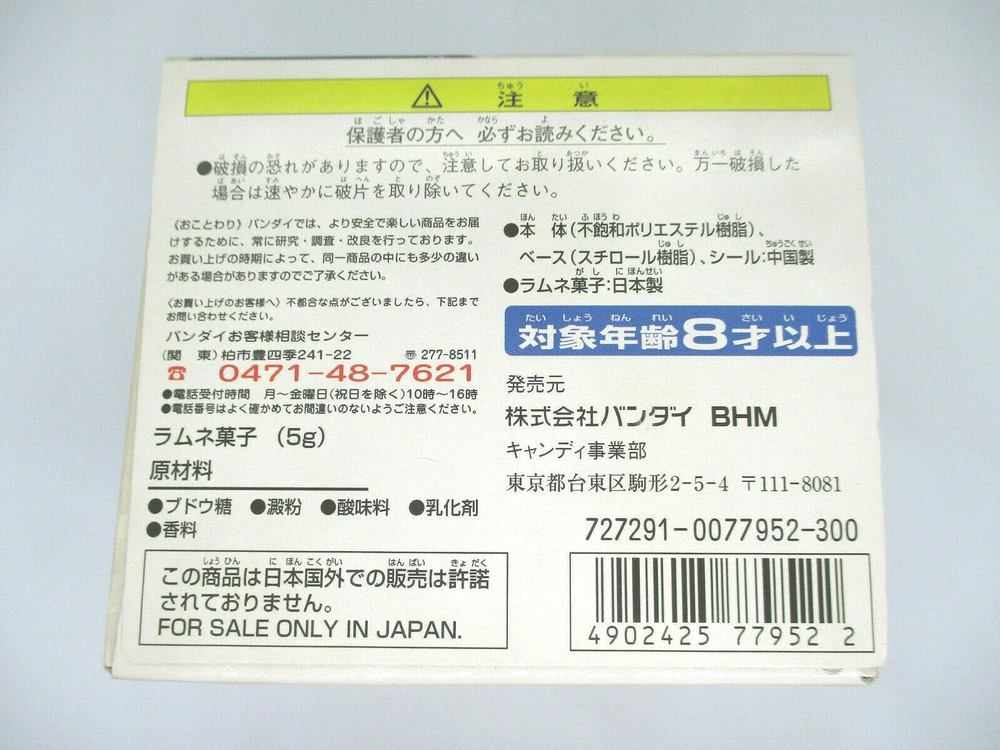 ⚠ 注意
保護者の方へ 必ずお読みください。
●破損の恐れがありますので、注意してお取り扱いください。万一破損した
場合は速やかに破片を取り除いてください。
《おことわり》バンダイでは、より安全で楽しい商品をお届
けするために、常に研究・調査・改良を行っております。
お買い上げの時期によって、同一商品の中にも多少の違い
がある場合がありますのでご了承ください。
〈お買い上げのお客様へ〉不都合な点がございましたら、下記まで
お問い合わせください。
バンダイお客様相談センター
(関 東)柏市豊四季241-22 〒277-8511
☎ 0471-48-7621
●電話受付時間 月〜金曜日(祝日を除く)10時〜16時
●電話番号はよく確かめてお間違いのないようご注意ください。
ラムネ菓子 (5g)
原材料
●ブドウ糖 ●澱粉 ●酸味料 ●乳化剤
●香料
この商品は日本国外での販売は許諾
されておりません。
FOR SALE ONLY IN JAPAN.
●本 体(不飽和ポリエステル樹脂)、
ベース(スチロール樹脂)、シール:中国製
●ラムネ菓子:日本製
対象年齢8才以上
発売元
株式会社バンダイ BHM
キャンディ事業部
東京都台東区駒形2-5-4 〒111-8081
727291-0077952-300
4902425 77952 2